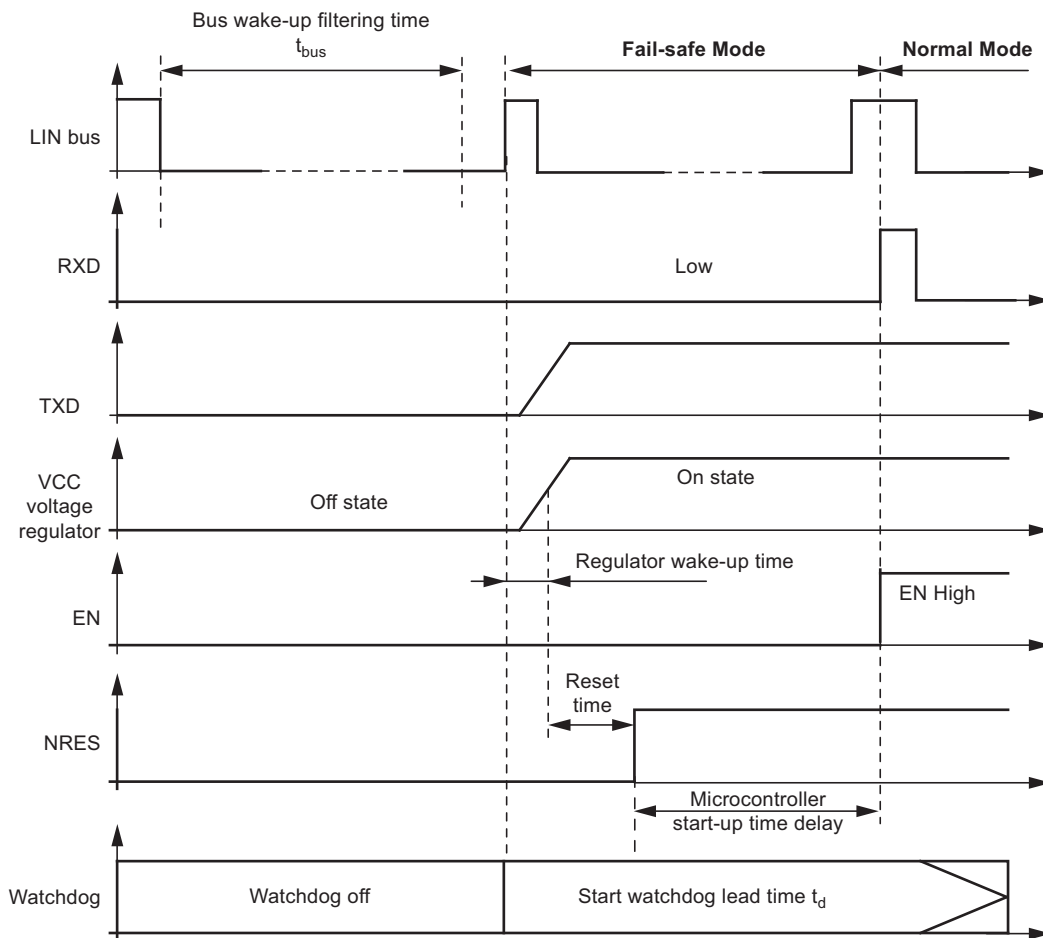 Bus wake-up filtering time
tbus
Fail-safe Mode
Normal Mode
LIN bus
RXD
Low
TXD
VCC
voltage
regulator
Off state
On state
Regulator wake-up time
EN
EN High
Reset
time
NRES
Microcontroller
start-up time delay
Watchdog
Watchdog off
Start watchdog lead time td